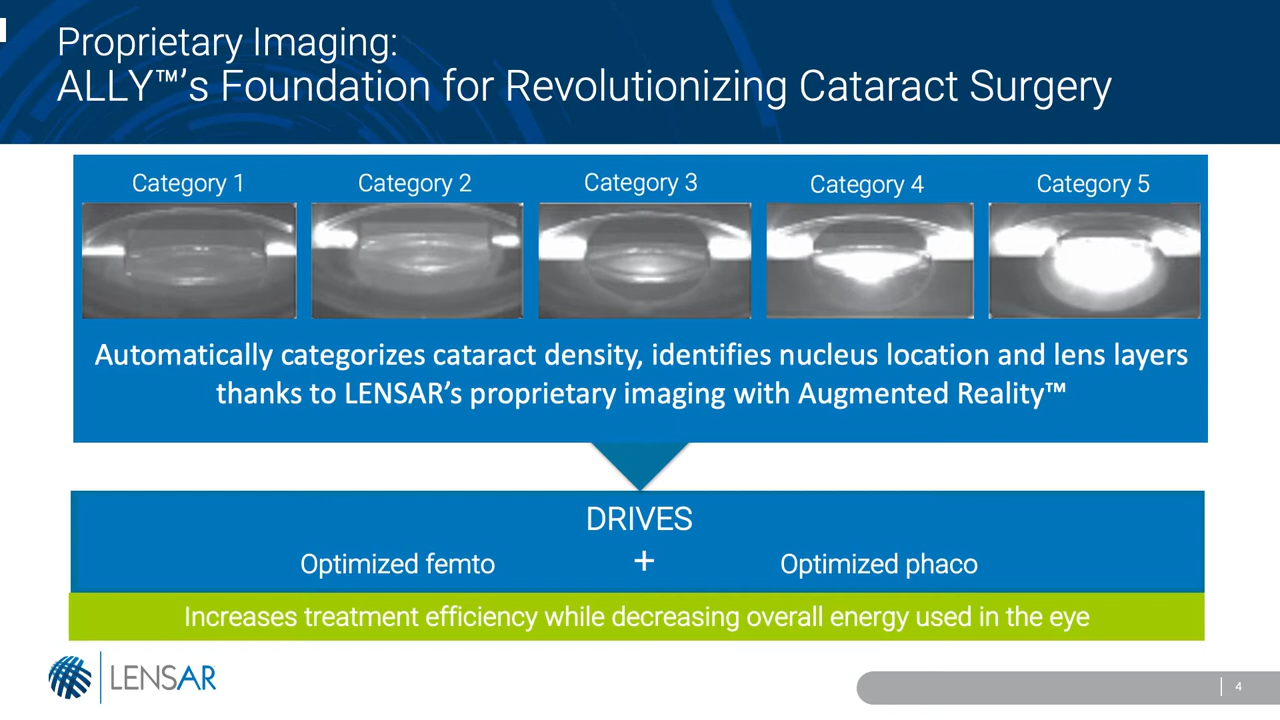 Proprietary Imaging:
ALLY™’s Foundation for Revolutionizing Cataract Surgery
Category 1
Category 2
Category 3
Category 4
Category 5
Automatically categorizes cataract density, identifies nucleus location and lens layers
thanks to LENSAR’s proprietary imaging with Augmented Reality™
DRIVES
Optimized femto + Optimized phaco
Increases treatment efficiency while decreasing overall energy used in the eye
LENSAR
4